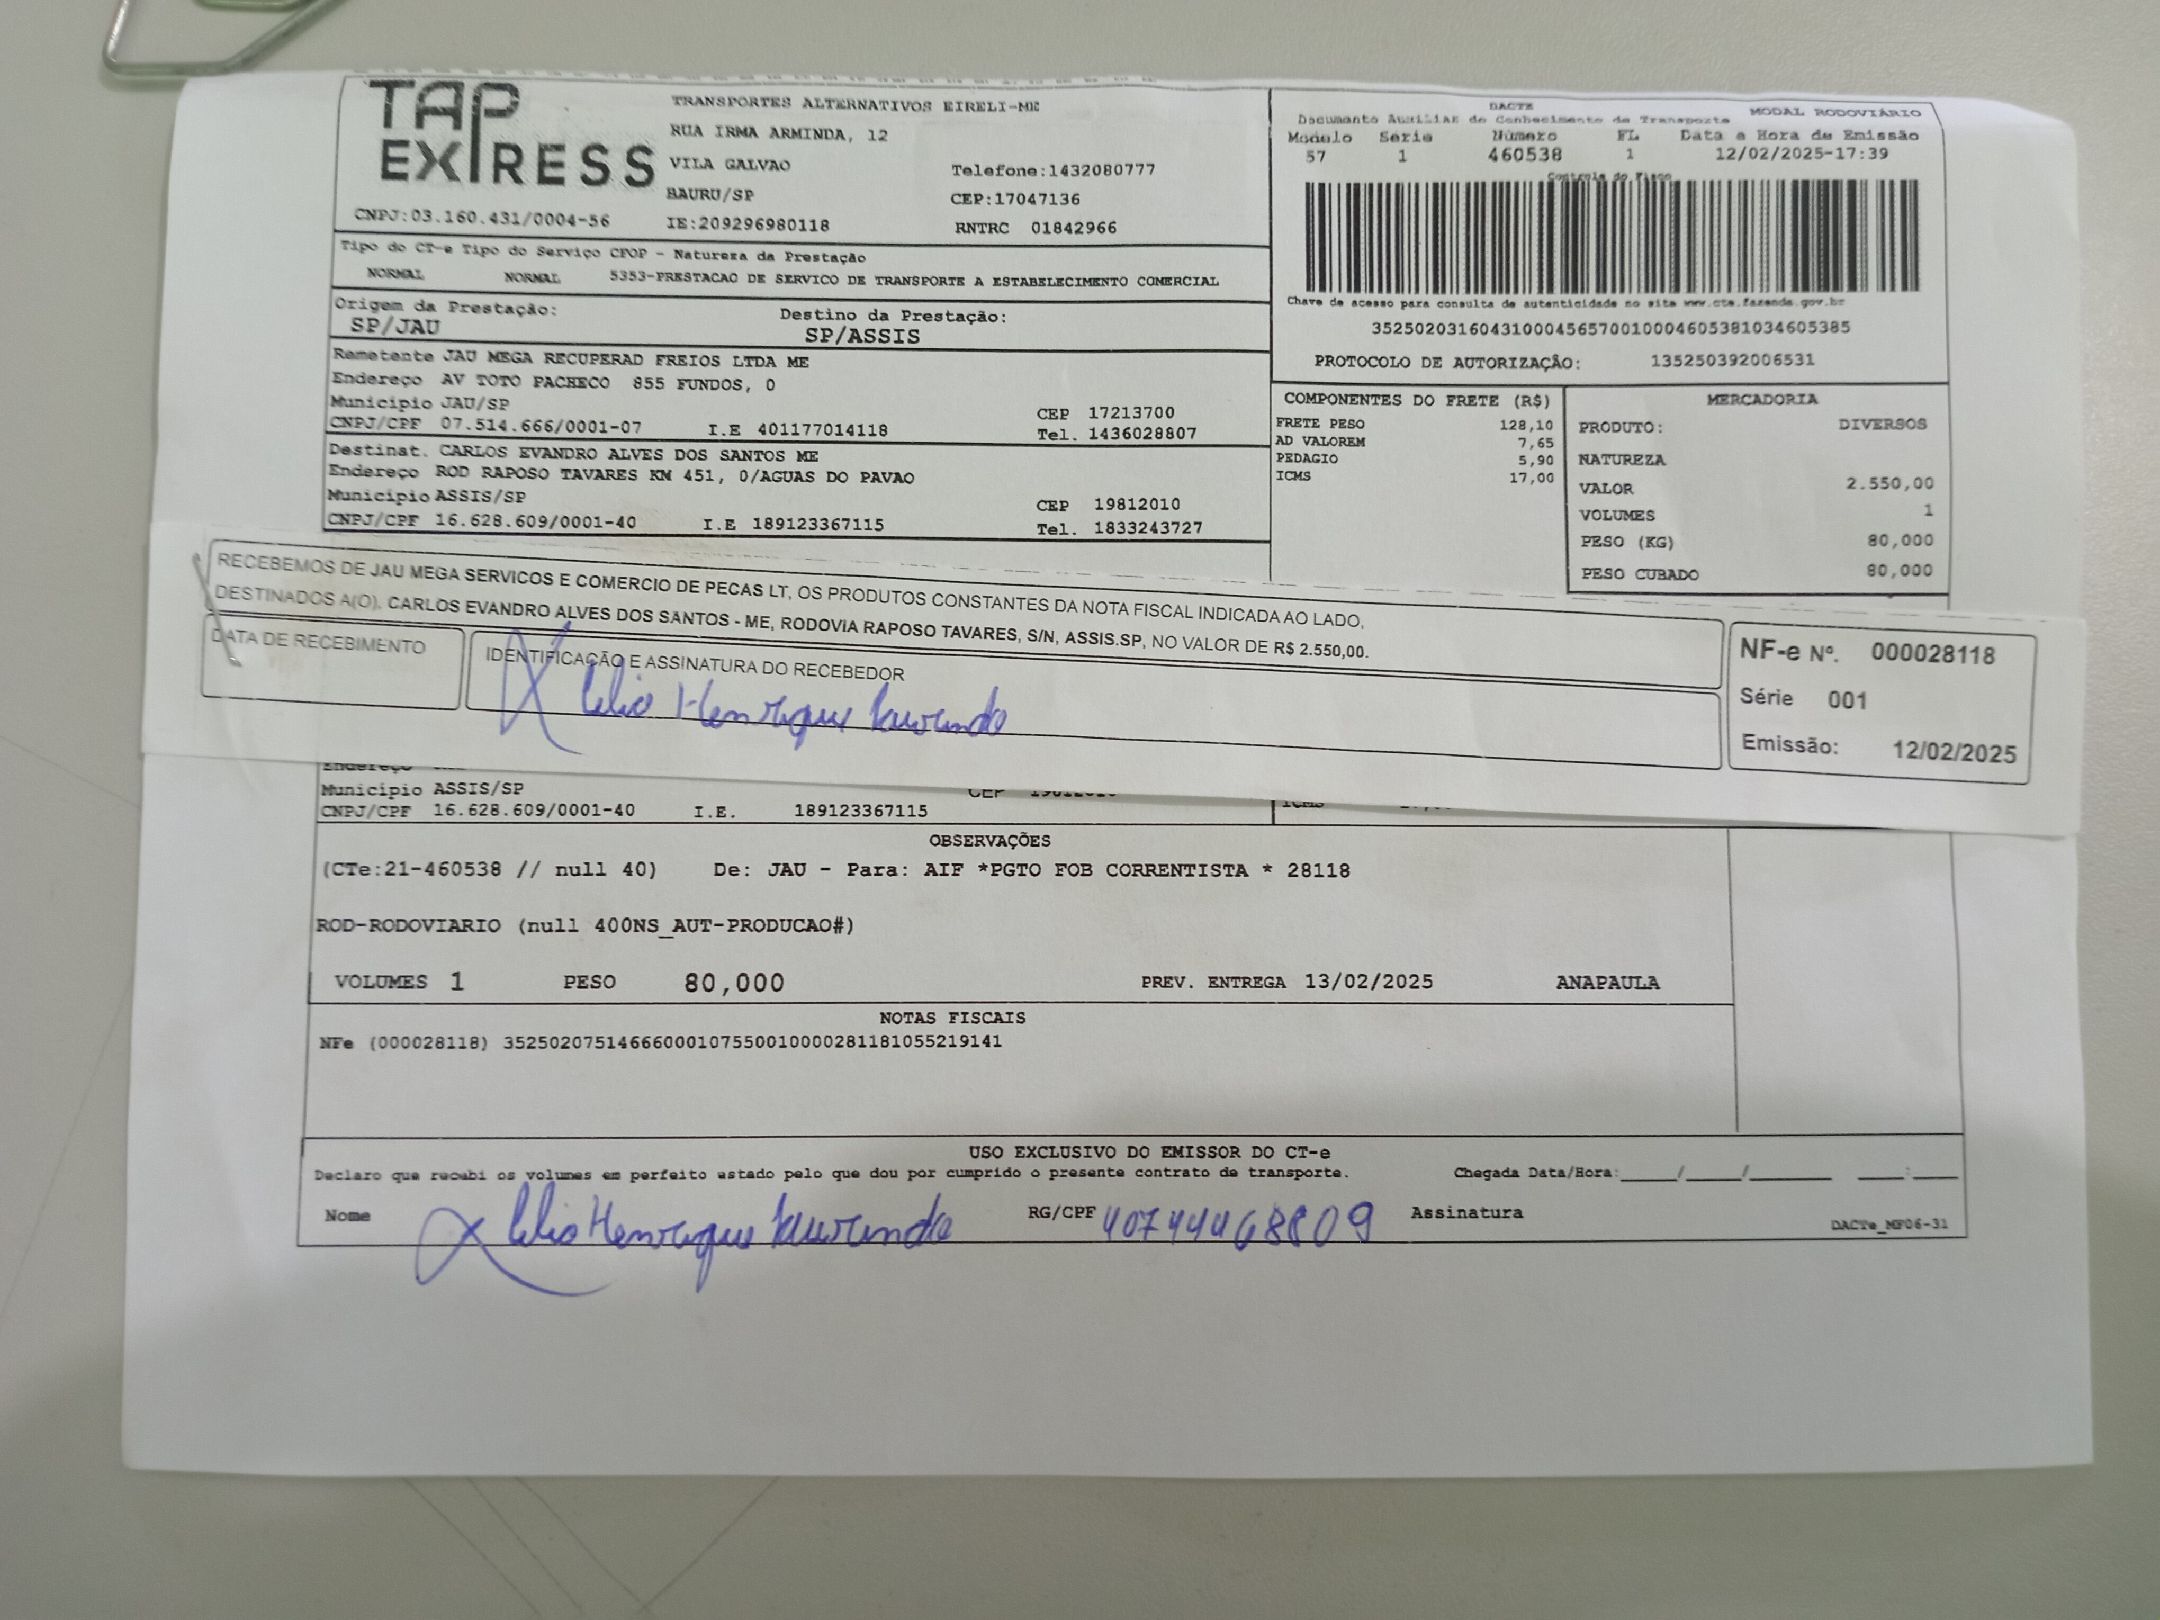 TAP EXPRESS
TRANSPORTES ALTERNATIVOS EIRELI-ME
RUA IRMA ARMINDA, 12
VILA GALVAO Telefone:1432080777
BAURU/SP CEP:17047136
CNPJ:03.160.431/0004-56 IE:209296980118 RNTRC 01842966
DACTE MODAL RODOVIÁRIO
Documento Auxiliar do Conhecimento de Transporte
Modelo Serie Número FL Data e Hora de Emissão
57 1 460538 1 12/02/2025-17:39
Controle do Fisco
Chave de acesso para consulta de autenticidade no site www.cte.fazenda.gov.br
35250203160431000456570010004605381034605385
PROTOCOLO DE AUTORIZAÇÃO: 135250392006531
Tipo do CT-e Tipo do Serviço CFOP - Natureza da Prestação
NORMAL NORMAL 5353-PRESTACAO DE SERVICO DE TRANSPORTE A ESTABELECIMENTO COMERCIAL
Origem da Prestação: Destino da Prestação:
SP/JAU SP/ASSIS
Remetente JAU MEGA RECUPERAD FREIOS LTDA ME
Endereço AV TOTO PACHECO 855 FUNDOS, 0
Municipio JAU/SP CEP 17213700
CNPJ/CPF 07.514.666/0001-07 I.E 401177014118 Tel. 1436028807
Destinat. CARLOS EVANDRO ALVES DOS SANTOS ME
Endereço ROD RAPOSO TAVARES KM 451, 0/AGUAS DO PAVAO
Municipio ASSIS/SP CEP 19812010
CNPJ/CPF 16.628.609/0001-40 I.E 189123367115 Tel. 1833243727
COMPONENTES DO FRETE (R$)
FRETE PESO 128,10
AD VALOREM 7,65
PEDAGIO 5,90
ICMS 17,00
MERCADORIA
PRODUTO: DIVERSOS
NATUREZA
VALOR 2.550,00
VOLUMES 1
PESO (KG) 80,000
PESO CUBADO 80,000
RECEBEMOS DE JAU MEGA SERVICOS E COMERCIO DE PECAS LT, OS PRODUTOS CONSTANTES DA NOTA FISCAL INDICADA AO LADO,
DESTINADOS A(O). CARLOS EVANDRO ALVES DOS SANTOS - ME, RODOVIA RAPOSO TAVARES, S/N, ASSIS.SP, NO VALOR DE R$ 2.550,00.
DATA DE RECEBIMENTO IDENTIFICAÇÃO E ASSINATURA DO RECEBEDOR
X Henrique
NF-e Nº. 000028118
Série 001
Emissão: 12/02/2025
Endereço
Municipio ASSIS/SP CEP
CNPJ/CPF 16.628.609/0001-40 I.E. 189123367115 ICMS
OBSERVAÇÕES
(CTe:21-460538 // null 40) De: JAU - Para: AIF *PGTO FOB CORRENTISTA * 28118
ROD-RODOVIARIO (null 400NS_AUT-PRODUCAO#)
VOLUMES 1 PESO 80,000 PREV. ENTREGA 13/02/2025 ANAPAULA
NOTAS FISCAIS
NFe (000028118) 35250207514666000107550010000281181055219141
USO EXCLUSIVO DO EMISSOR DO CT-e
Declaro que recebi os volumes em perfeito estado pelo que dou por cumprido o presente contrato de transporte. Chegada Data/Hora:____/____/______ ___:___
Nome X Henrique RG/CPF 40744468809 Assinatura
DACTe_MP06-31